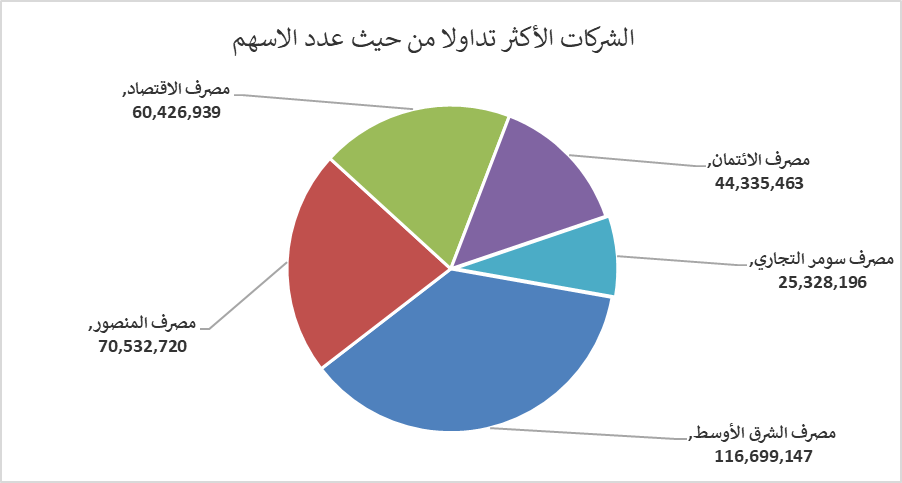 الشركات الأكثر تداولا من حيث عدد الاسهم
مصرف الاقتصاد,
60,426,939
مصرف الائتمان,
44,335,463
مصرف سومر التجاري,
25,328,196
مصرف المنصور,
70,532,720
مصرف الشرق الأوسط,
116,699,147